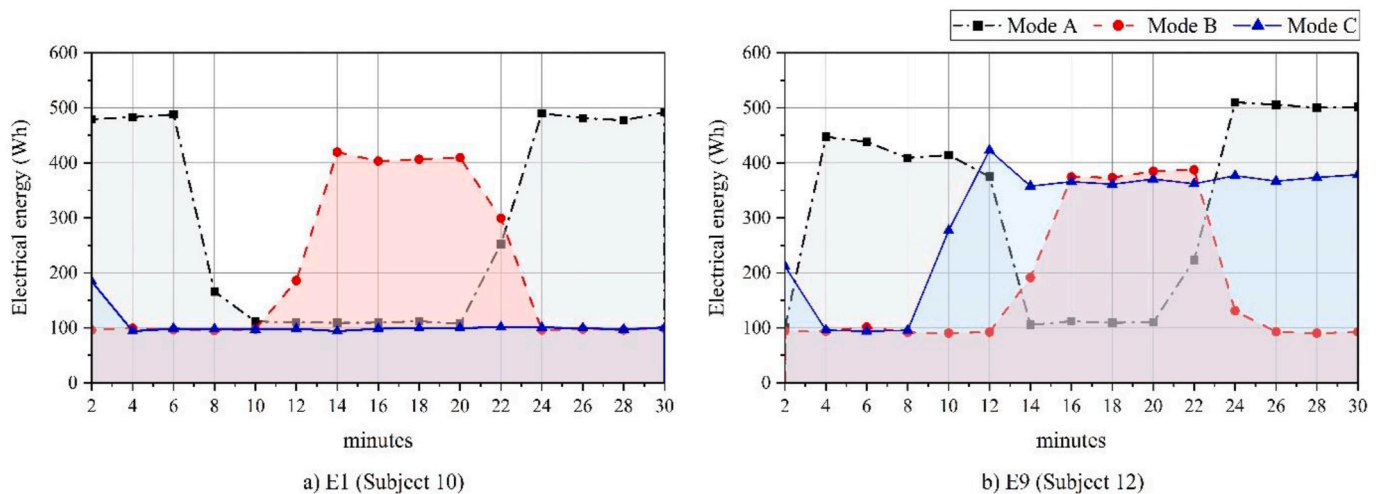 Mode A Mode B Mode C
600
500
400
300
200
100
0
Electrical energy (Wh)
2 4 6 8 10 12 14 16 18 20 22 24 26 28 30
minutes
a) E1 (Subject 10)
600
500
400
300
200
100
0
Electrical energy (Wh)
2 4 6 8 10 12 14 16 18 20 22 24 26 28 30
minutes
b) E9 (Subject 12)